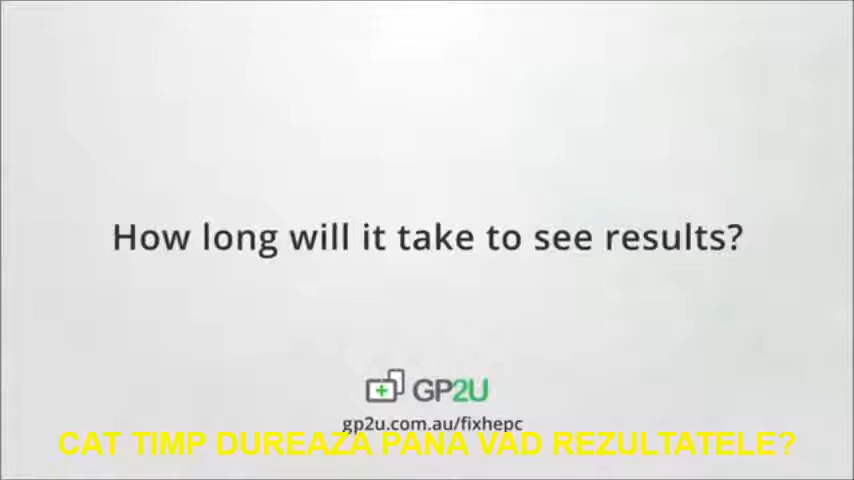 How long will it take to see results?
GP2U
gp2u.com.au/fixhepc
CAT TIMP DUREAZA PANA VAD REZULTATELE?